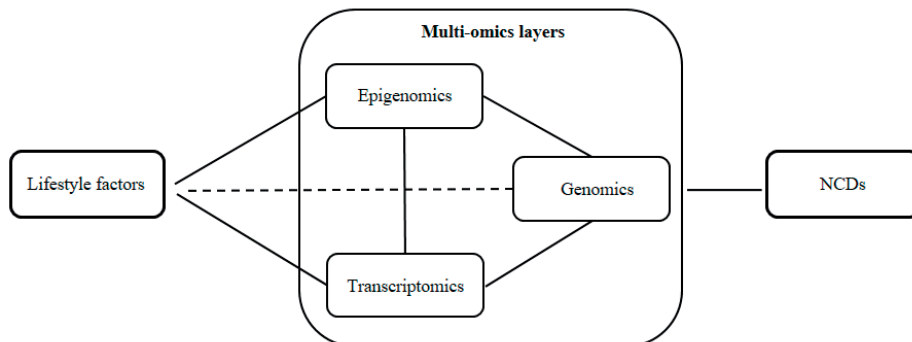 Multi-omics layers
Epigenomics
Lifestyle factors
Genomics
NCDs
Transcriptomics